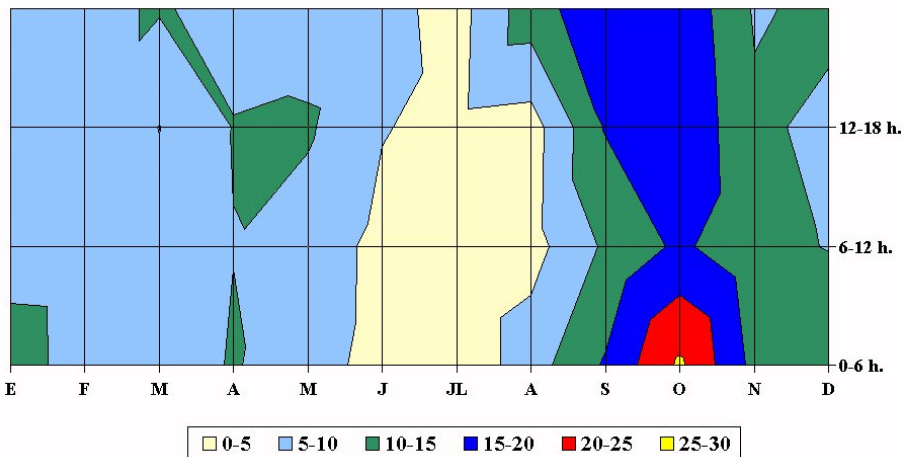 12-18 h.
6-12 h.
0-6 h.
E F M A M J JL A S O N D
0-5 5-10 10-15 15-20 20-25 25-30